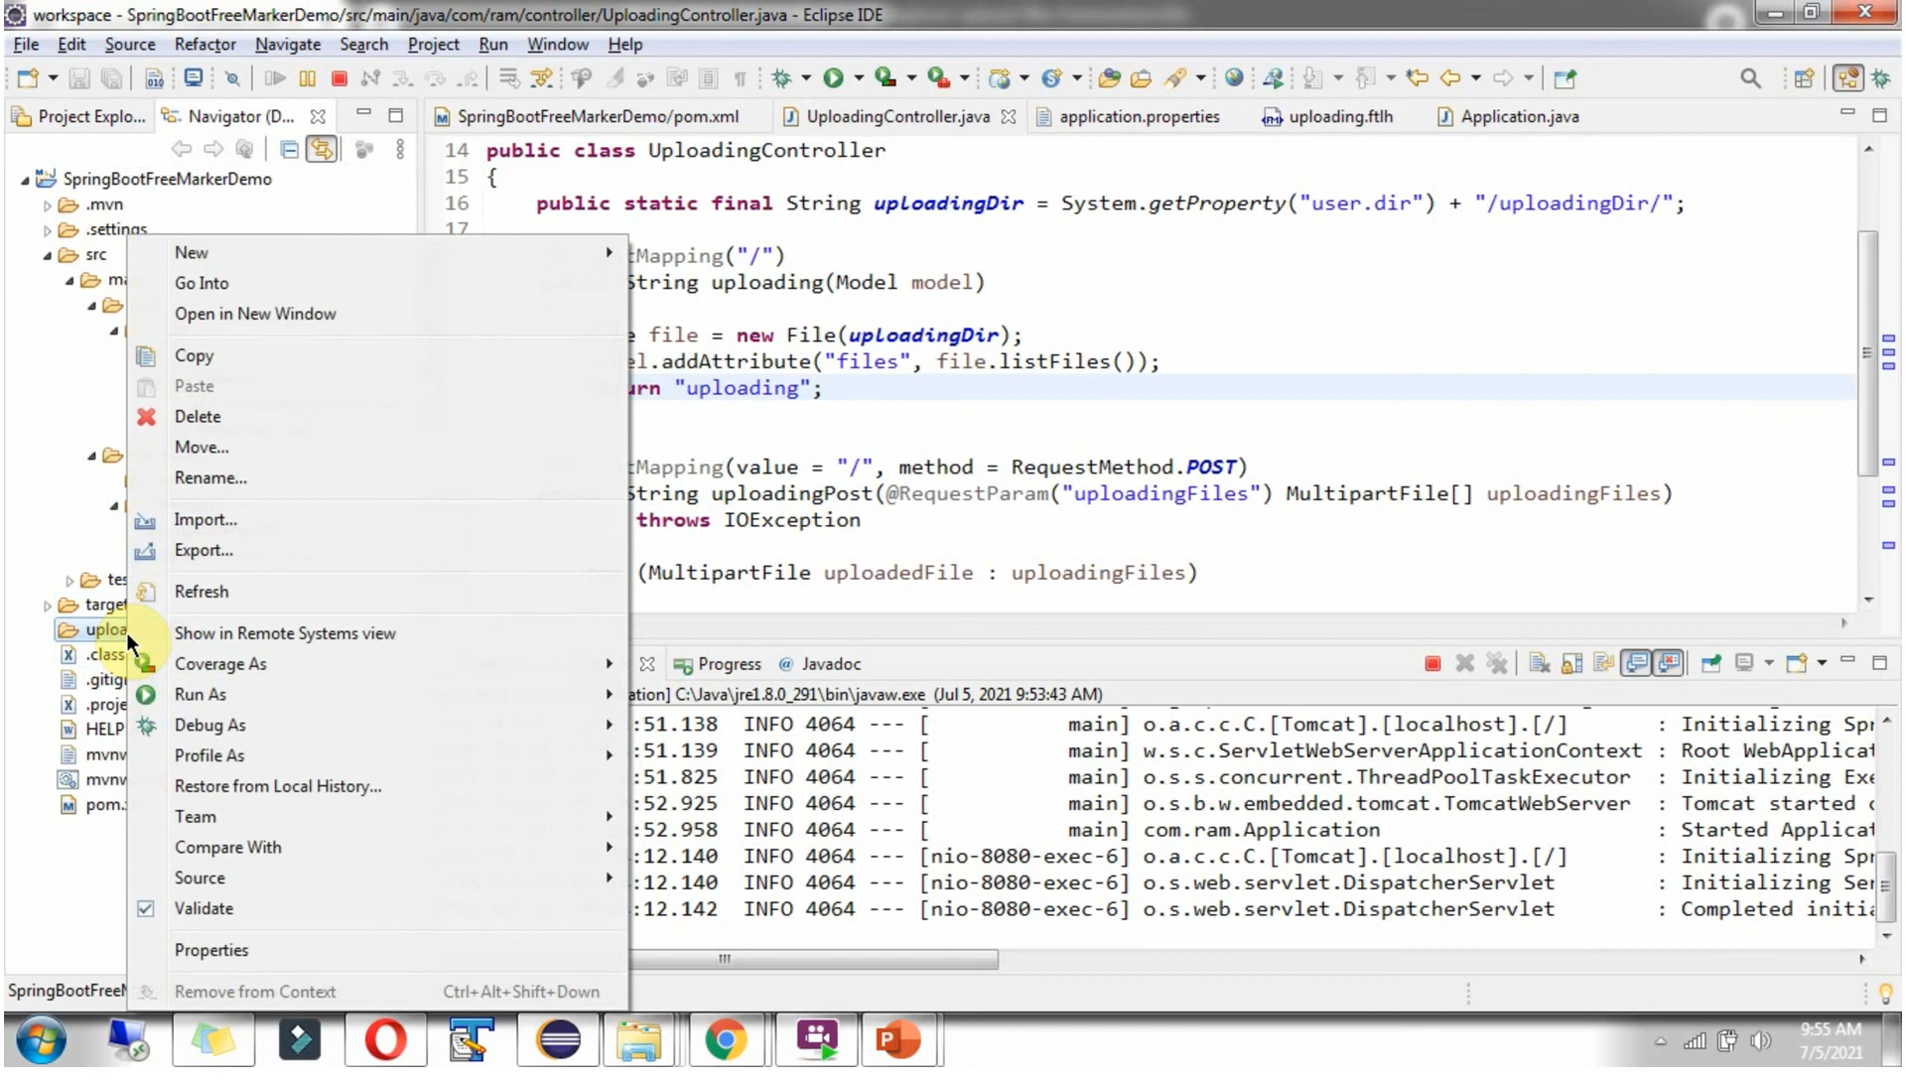 workspace - SpringBootFreeMarkerDemo/src/main/java/com/ram/controller/UploadingController.java - Eclipse IDE
File Edit Source Refactor Navigate Search Project Run Window Help
Project Explo... Navigator (D...
SpringBootFreeMarkerDemo/pom.xml UploadingController.java application.properties uploading.ftlh Application.java
SpringBootFreeMarkerDemo
.mvn
.settings
src
ma
tes
target
uploa
.class
.gitig
.proje
HELP
mvnw
mvnw
pom.x
New
Go Into
Open in New Window
Copy
Paste
Delete
Move...
Rename...
Import...
Export...
Refresh
Show in Remote Systems view
Coverage As
Run As
Debug As
Profile As
Restore from Local History...
Team
Compare With
Source
Validate
Properties
Remove from Context Ctrl+Alt+Shift+Down
14 public class UploadingController
15 {
16 public static final String uploadingDir = System.getProperty("user.dir") + "/uploadingDir/";
17
tMapping("/")
String uploading(Model model)
e file = new File(uploadingDir);
el.addAttribute("files", file.listFiles());
urn "uploading";
tMapping(value = "/", method = RequestMethod.POST)
String uploadingPost(@RequestParam("uploadingFiles") MultipartFile[] uploadingFiles)
throws IOException
(MultipartFile uploadedFile : uploadingFiles)
Progress @ Javadoc
ation] C:\Java\jre1.8.0_291\bin\javaw.exe (Jul 5, 2021 9:53:43 AM)
:51.138 INFO 4064 --- [ main] o.a.c.c.C.[Tomcat].[localhost].[/] : Initializing Spr
:51.139 INFO 4064 --- [ main] w.s.c.ServletWebServerApplicationContext : Root WebApplicat
:51.825 INFO 4064 --- [ main] o.s.s.concurrent.ThreadPoolTaskExecutor : Initializing Exe
:52.925 INFO 4064 --- [ main] o.s.b.w.embedded.tomcat.TomcatWebServer : Tomcat started o
:52.958 INFO 4064 --- [ main] com.ram.Application : Started Applicat
:12.140 INFO 4064 --- [nio-8080-exec-6] o.a.c.c.C.[Tomcat].[localhost].[/] : Initializing Spr
:12.140 INFO 4064 --- [nio-8080-exec-6] o.s.web.servlet.DispatcherServlet : Initializing Ser
:12.142 INFO 4064 --- [nio-8080-exec-6] o.s.web.servlet.DispatcherServlet : Completed initia
SpringBootFreeM
9:55 AM
7/5/2021